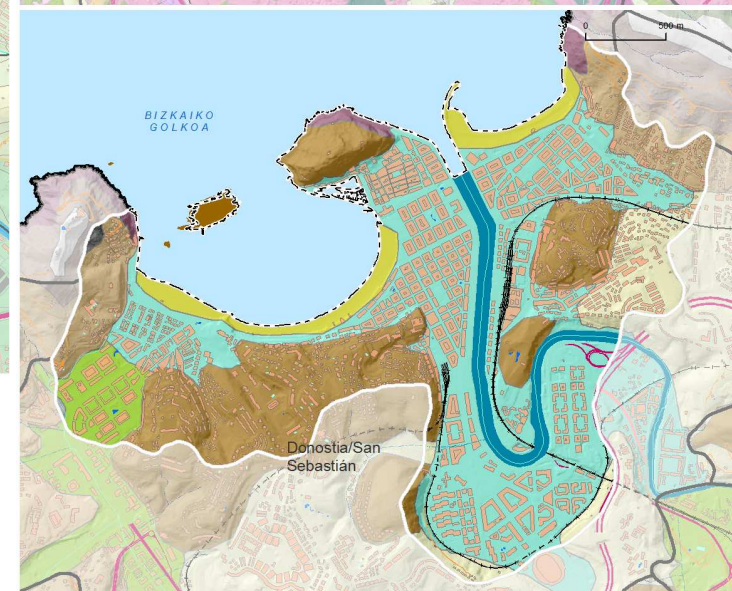 0 500 m
BIZKAIKO
GOLKOA
Donostia/San
Sebastián